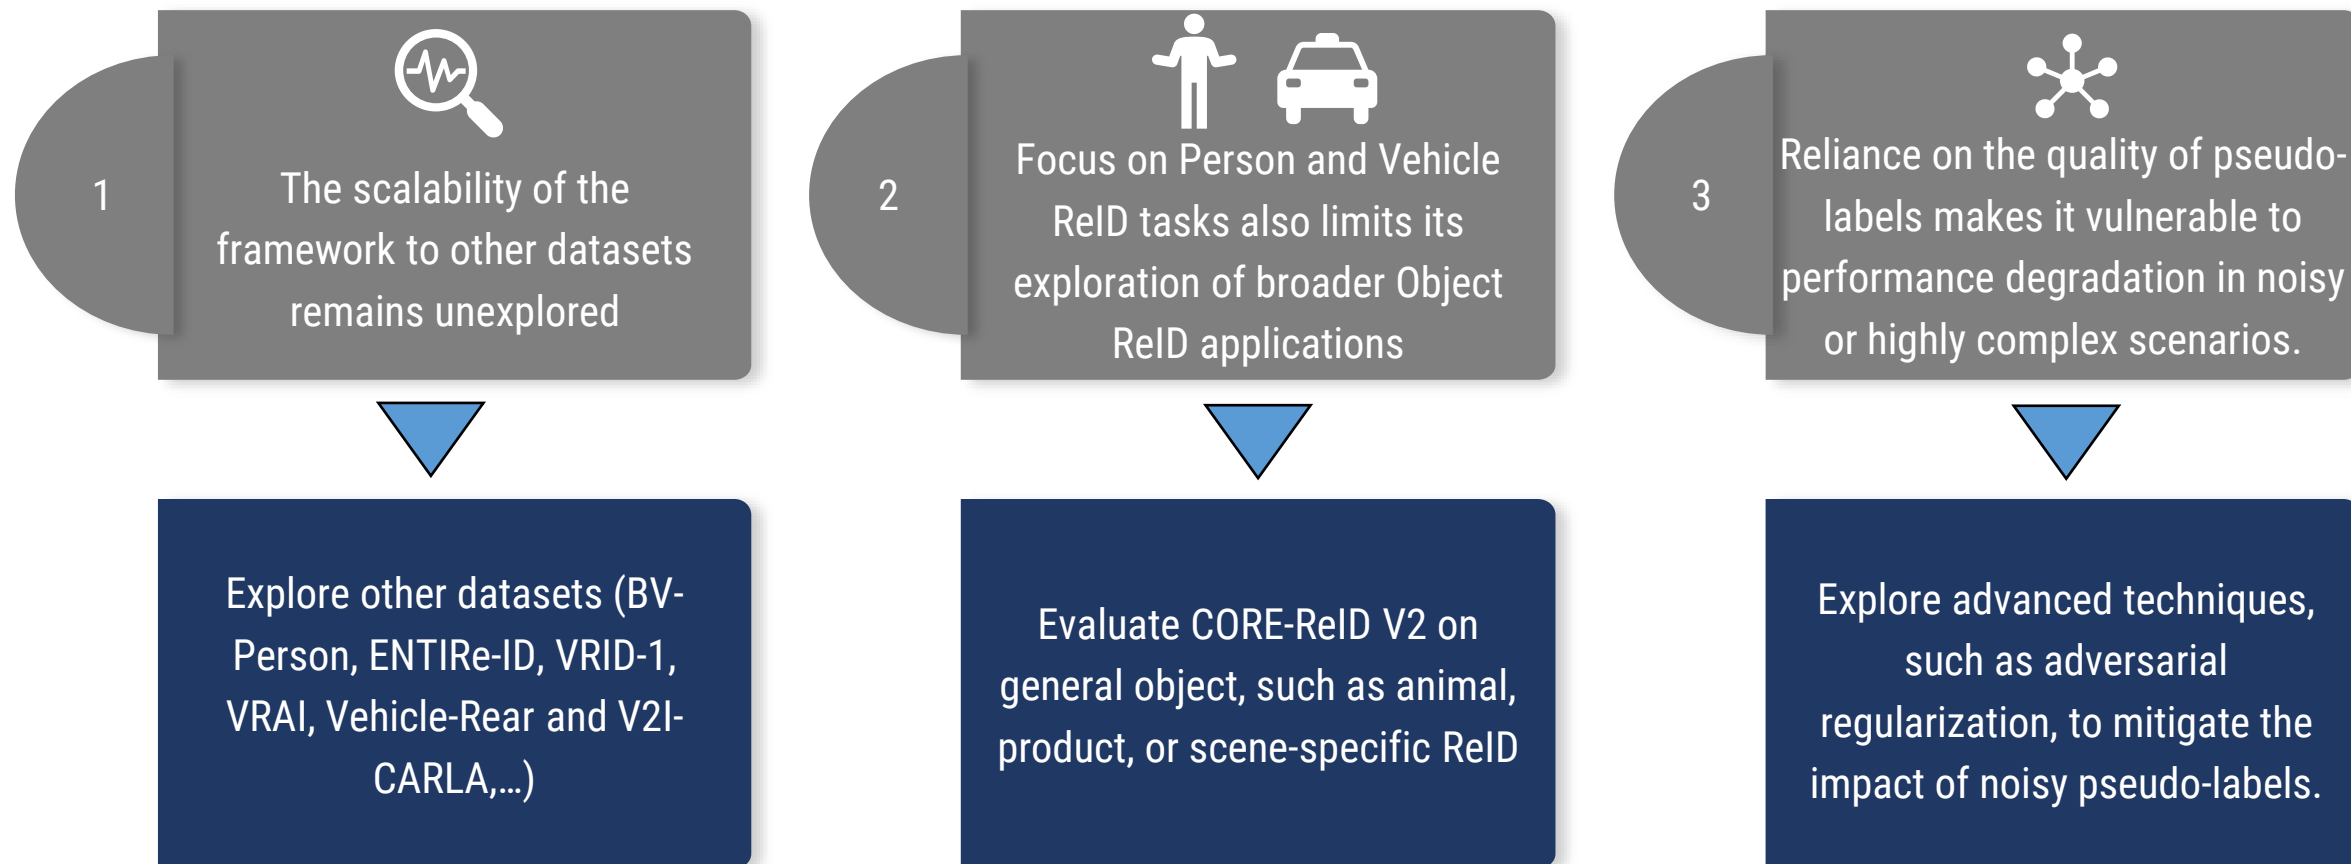 1
The scalability of the
framework to other datasets
remains unexplored
Explore other datasets (BV-
Person, ENTIRe-ID, VRID-1,
VRAI, Vehicle-Rear and V2I-
CARLA,...)
2
Focus on Person and Vehicle
ReID tasks also limits its
exploration of broader Object
ReID applications
Evaluate CORE-ReID V2 on
general object, such as animal,
product, or scene-specific ReID
3
Reliance on the quality of pseudo-
labels makes it vulnerable to
performance degradation in noisy
or highly complex scenarios.
Explore advanced techniques,
such as adversarial
regularization, to mitigate the
impact of noisy pseudo-labels.